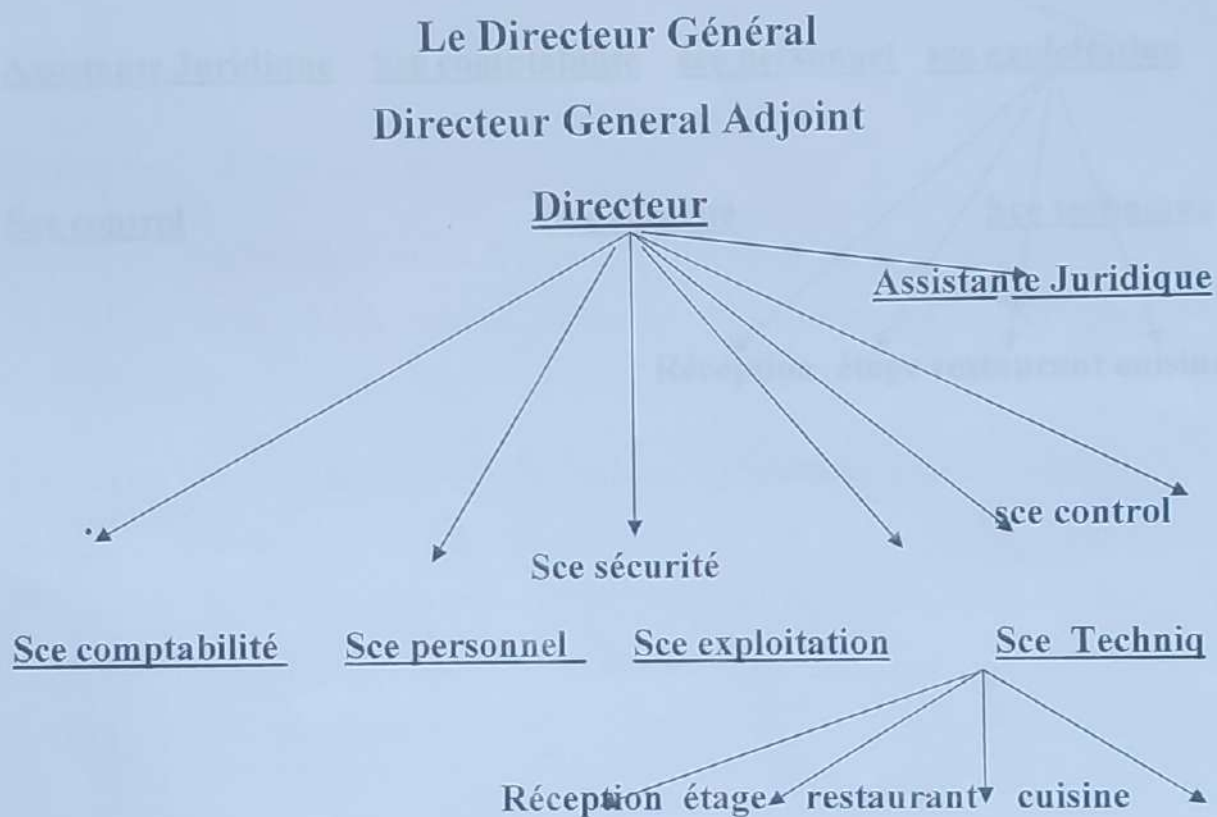 Le Directeur Général
Directeur General Adjoint
Directeur
Assistante Juridique
sce control
Sce sécurité
Sce comptabilité Sce personnel Sce exploitation Sce Techniq
Réception étage restaurant cuisine